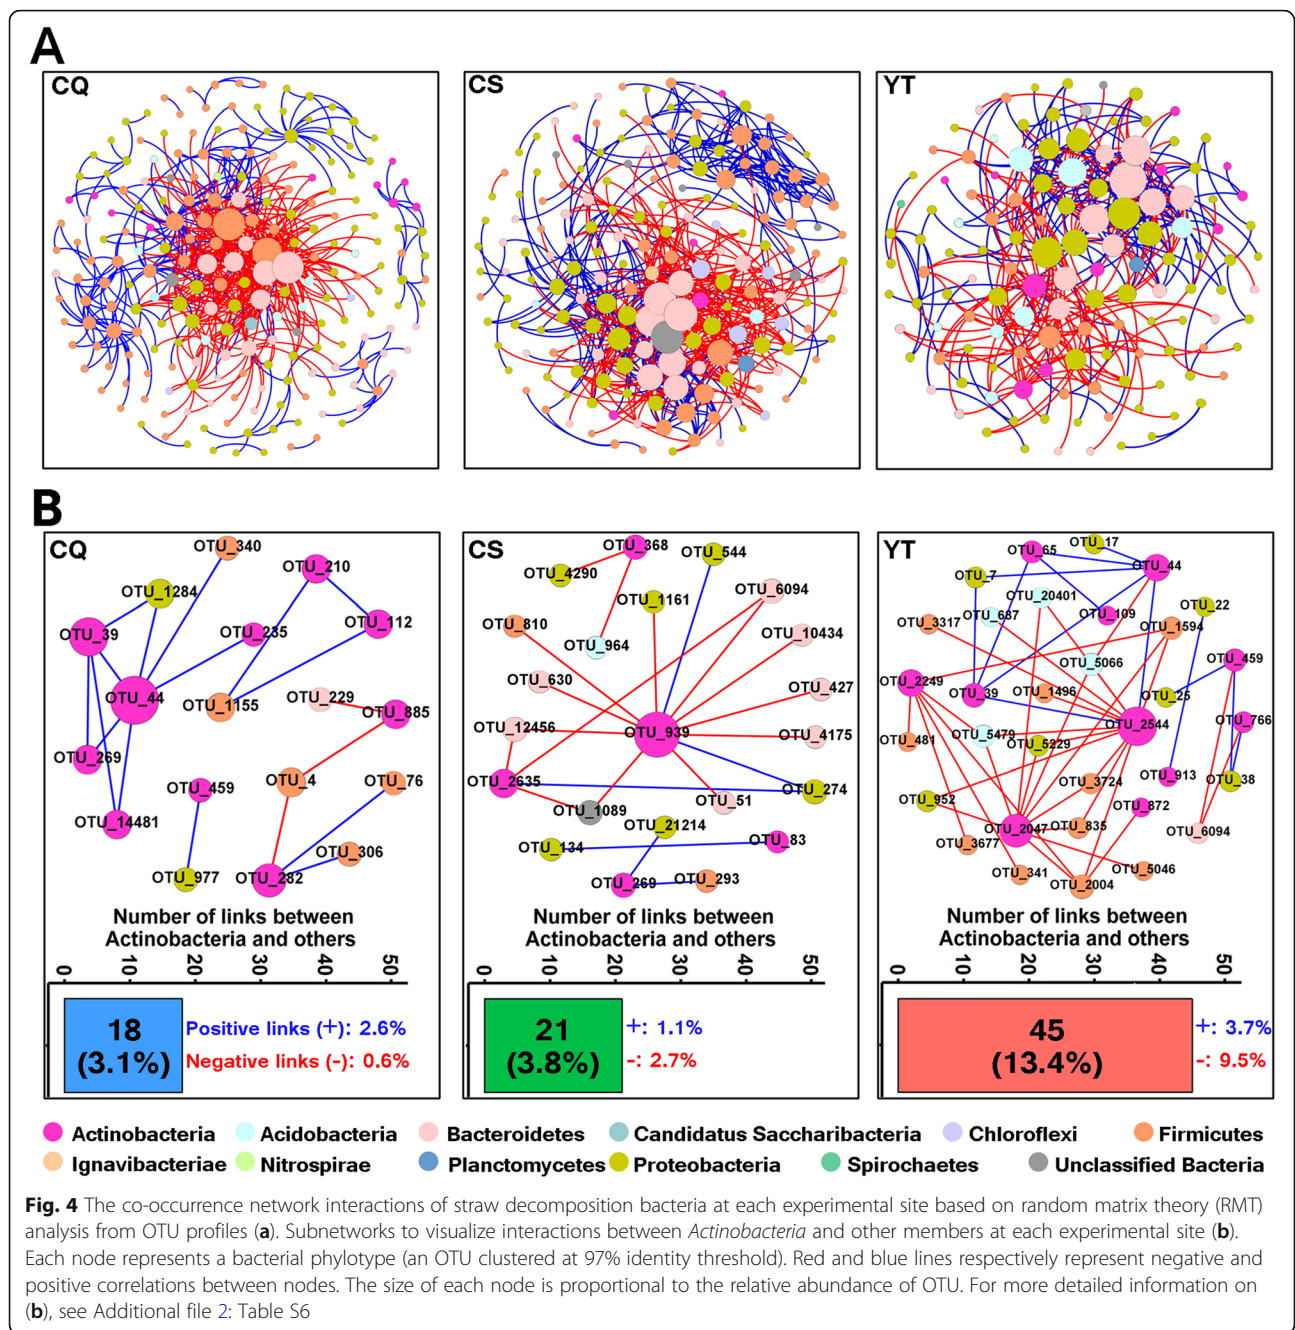 A
CQ
CS
YT
B
CQ
OTU_340
OTU_210
OTU_1284
OTU_39
OTU_235
OTU_112
OTU_44
OTU_229
OTU_1155
OTU_885
OTU_269
OTU_459
OTU_4
OTU_76
OTU_14481
OTU_306
OTU_977
OTU_282
Number of links between
Actinobacteria and others
0 10 20 30 40 50
18
(3.1%)
Positive links (+): 2.6%
Negative links (-): 0.6%
CS
OTU_368
OTU_544
OTU_4290
OTU_6094
OTU_1161
OTU_810
OTU_10434
OTU_964
OTU_630
OTU_427
OTU_12456
OTU_939
OTU_4175
OTU_2635
OTU_274
OTU_51
OTU_1089
OTU_21214
OTU_134
OTU_83
OTU_269
OTU_293
Number of links between
Actinobacteria and others
0 10 20 30 40 50
21
(3.8%)
+: 1.1%
-: 2.7%
YT
OTU_65
OTU_17
OTU_44
OTU_7
OTU_20401
OTU_22
OTU_687
OTU_109
OTU_3317
OTU_1594
OTU_459
OTU_5066
OTU_2249
OTU_39
OTU_1496
OTU_25
OTU_2544
OTU_766
OTU_481
OTU_5479
OTU_5229
OTU_913
OTU_38
OTU_3724
OTU_952
OTU_872
OTU_2047
OTU_835
OTU_6094
OTU_3677
OTU_341
OTU_5046
OTU_2004
Number of links between
Actinobacteria and others
0 10 20 30 40 50
45
(13.4%)
+: 3.7%
-: 9.5%
Actinobacteria Acidobacteria Bacteroidetes Candidatus Saccharibacteria Chloroflexi Firmicutes
Ignavibacteriae Nitrospirae Planctomycetes Proteobacteria Spirochaetes Unclassified Bacteria
Fig. 4 The co-occurrence network interactions of straw decomposition bacteria at each experimental site based on random matrix theory (RMT)
analysis from OTU profiles (a). Subnetworks to visualize interactions between Actinobacteria and other members at each experimental site (b).
Each node represents a bacterial phylotype (an OTU clustered at 97% identity threshold). Red and blue lines respectively represent negative and
positive correlations between nodes. The size of each node is proportional to the relative abundance of OTU. For more detailed information on
(b), see Additional file 2: Table S6